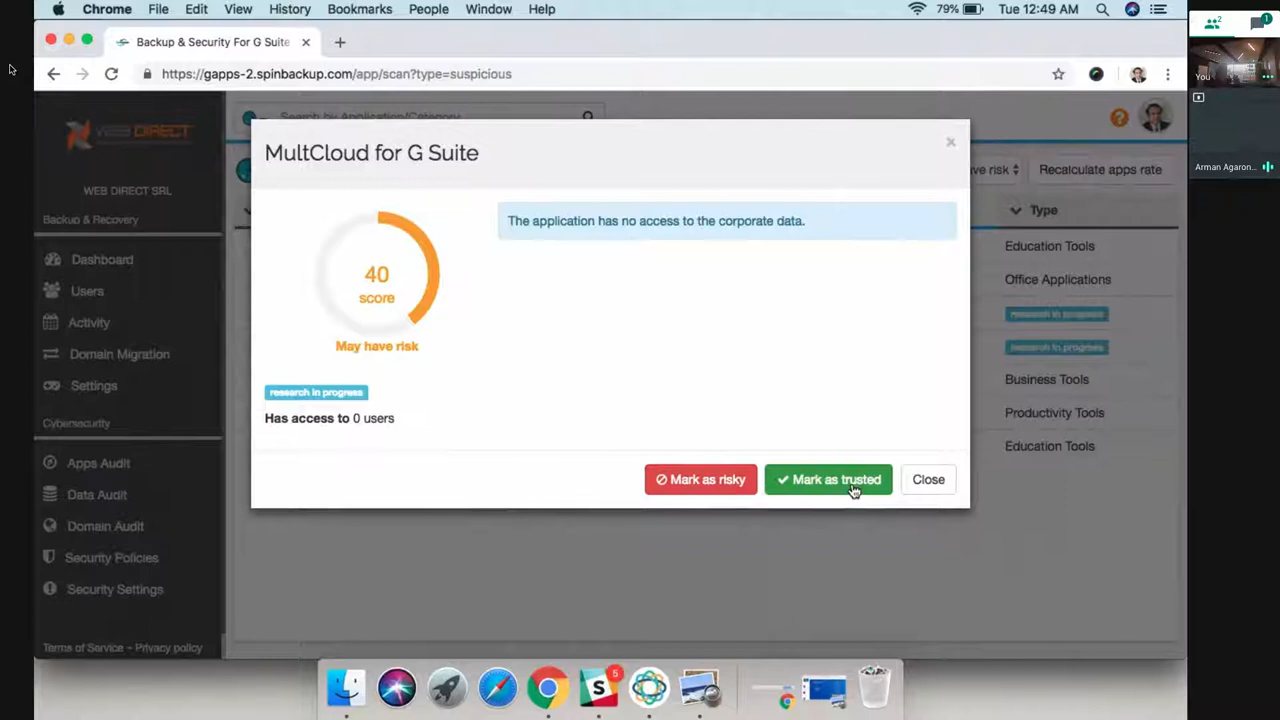 Chrome File Edit View History Bookmarks People Window Help 79% Tue 12:49 AM
Backup & Security For G Suite
https://gapps-2.spinbackup.com/app/scan?type=suspicious
2
1
You
Arman Agaron...
WEB DIRECT
WEB DIRECT SRL
Backup & Recovery
Dashboard
Users
Activity
Domain Migration
Settings
Cybersecurity
Apps Audit
Data Audit
Domain Audit
Security Policies
Security Settings
Terms of Service - Privacy policy
Search by Application/Category
ve risk
Recalculate apps rate
Type
Education Tools
Office Applications
research in progress
research in progress
Business Tools
Productivity Tools
Education Tools
MultCloud for G Suite
×
40
score
May have risk
research in progress
Has access to 0 users
The application has no access to the corporate data.
Mark as risky
Mark as trusted
Close
5